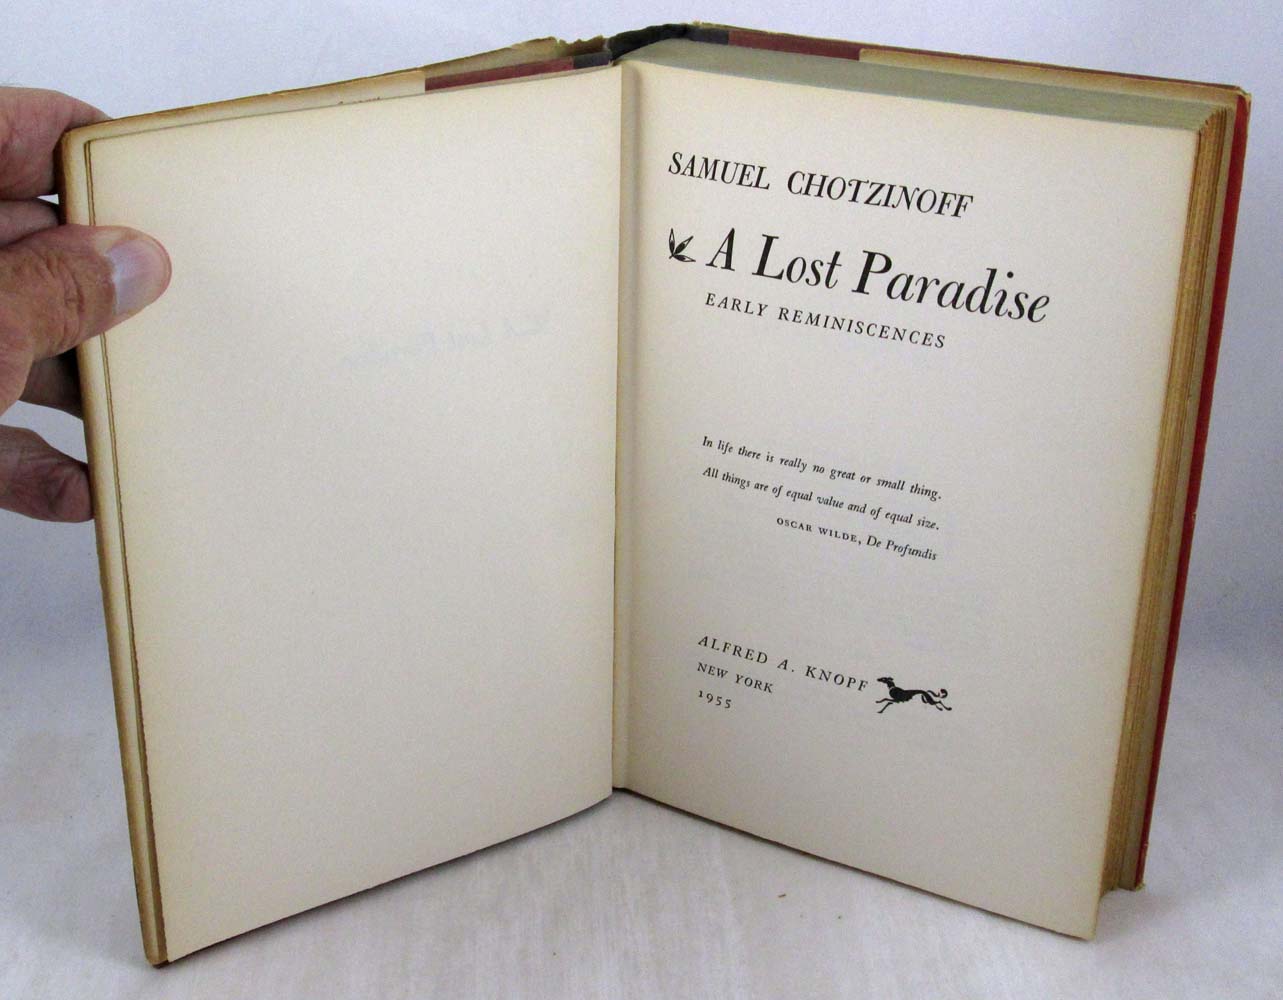 SAMUEL CHOTZINOFF
A Lost Paradise
EARLY REMINISCENCES
In life there is really no great or small thing.
All things are of equal value and of equal size.
OSCAR WILDE, De Profundis
ALFRED A. KNOPF
NEW YORK
1955